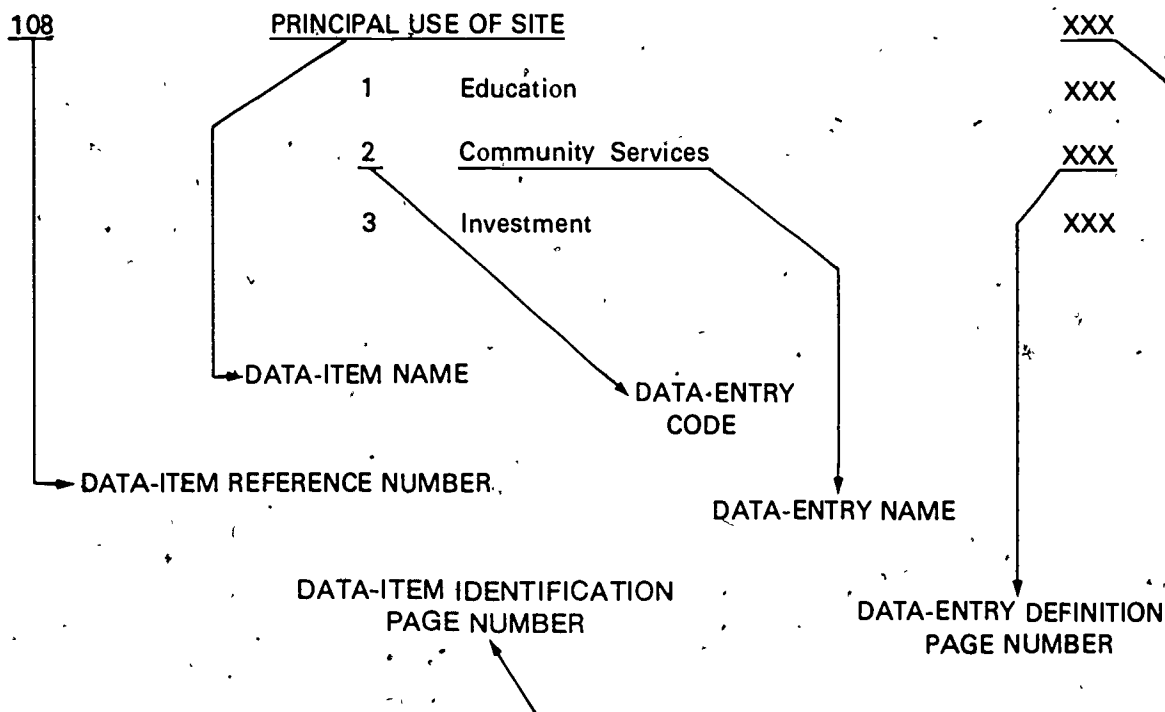 108 PRINCIPAL USE OF SITE XXX
1 Education XXX
2 Community Services XXX
3 Investment XXX
DATA-ITEM NAME
DATA-ENTRY
CODE
DATA-ITEM REFERENCE NUMBER
DATA-ENTRY NAME
DATA-ITEM IDENTIFICATION
PAGE NUMBER
DATA-ENTRY DEFINITION
PAGE NUMBER